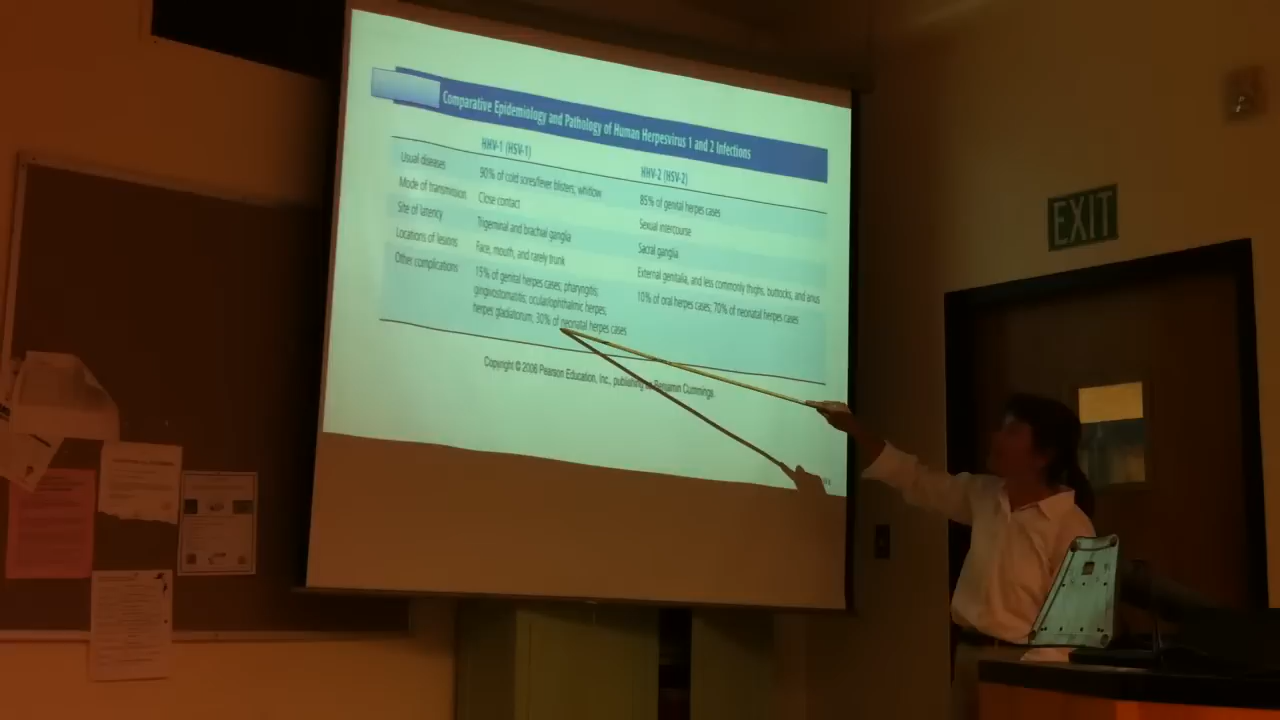 Comparative Epidemiology and Pathology of Human Herpesvirus 1 and 2 Infections
HHV-1 (HSV-1) HHV-2 (HSV-2)
Usual diseases 90% of cold sores/fever blisters, whitlow 85% of genital herpes cases
Mode of transmission Close contact Sexual intercourse
Site of latency Trigeminal and brachial ganglia Sacral ganglia
Locations of lesions Face, mouth, and rarely trunk External genitalia, and less commonly thighs, buttocks, and anus
Other complications 15% of genital herpes cases; pharyngitis; 10% of oral herpes cases; 70% of neonatal herpes cases
gingivostomatitis; ocular/ophthalmic herpes;
herpes gladiatorum; 30% of neonatal herpes cases
Copyright © 2006 Pearson Education, Inc., publishing as Benjamin Cummings.
EXIT